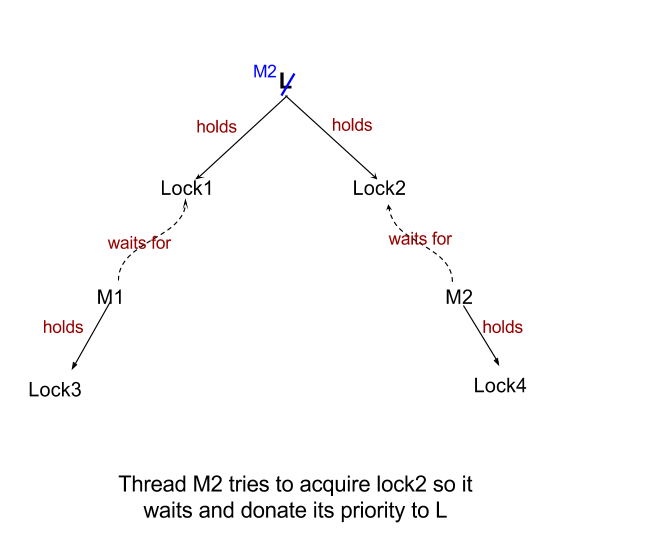 M2 L
holds holds
Lock1 Lock2
waits for waits for
M1 M2
holds holds
Lock3 Lock4
Thread M2 tries to acquire lock2 so it
waits and donate its priority to L